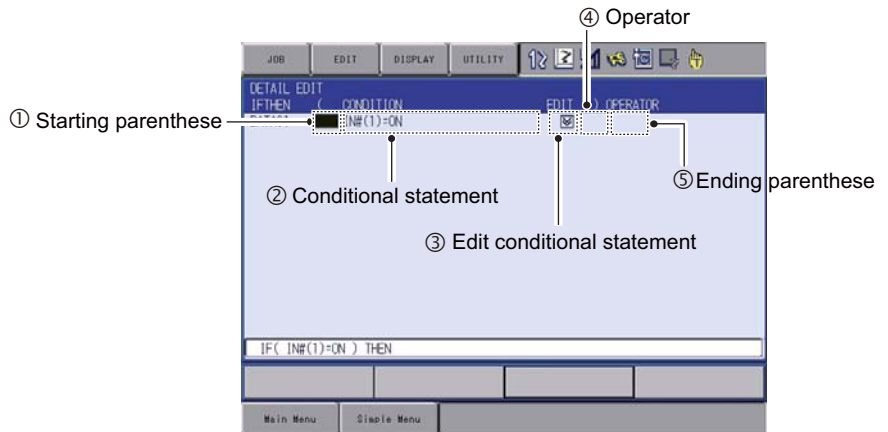 ④ Operator
JOB EDIT DISPLAY UTILITY
DETAIL EDIT
IFTHEN ( CONDITION EDIT ) OPERATOR
① Starting parenthese
IN#(1)=ON
⑤Ending parenthese
② Conditional statement
③ Edit conditional statement
IF( IN#(1)=ON ) THEN
Main Menu Simple Menu